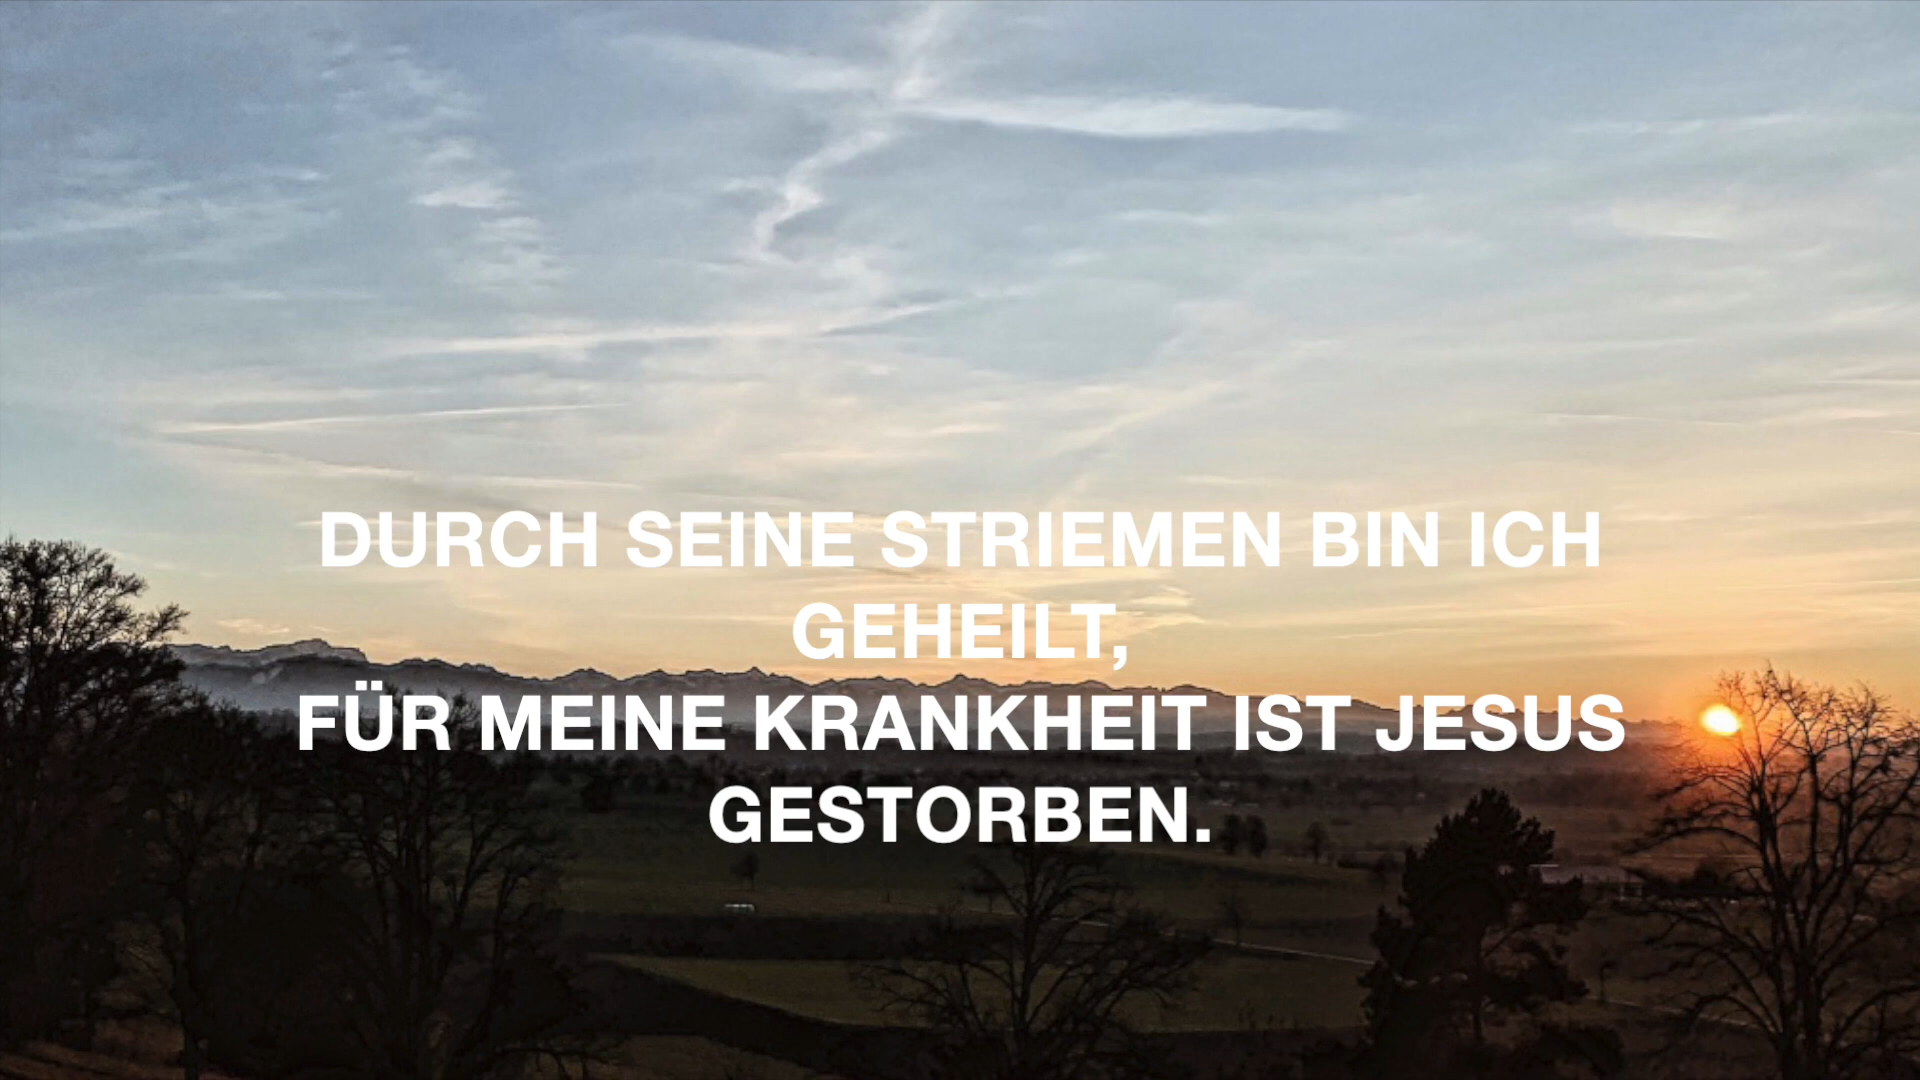 DURCH SEINE STRIEMEN BIN ICH
GEHEILT,
FÜR MEINE KRANKHEIT IST JESUS
GESTORBEN.